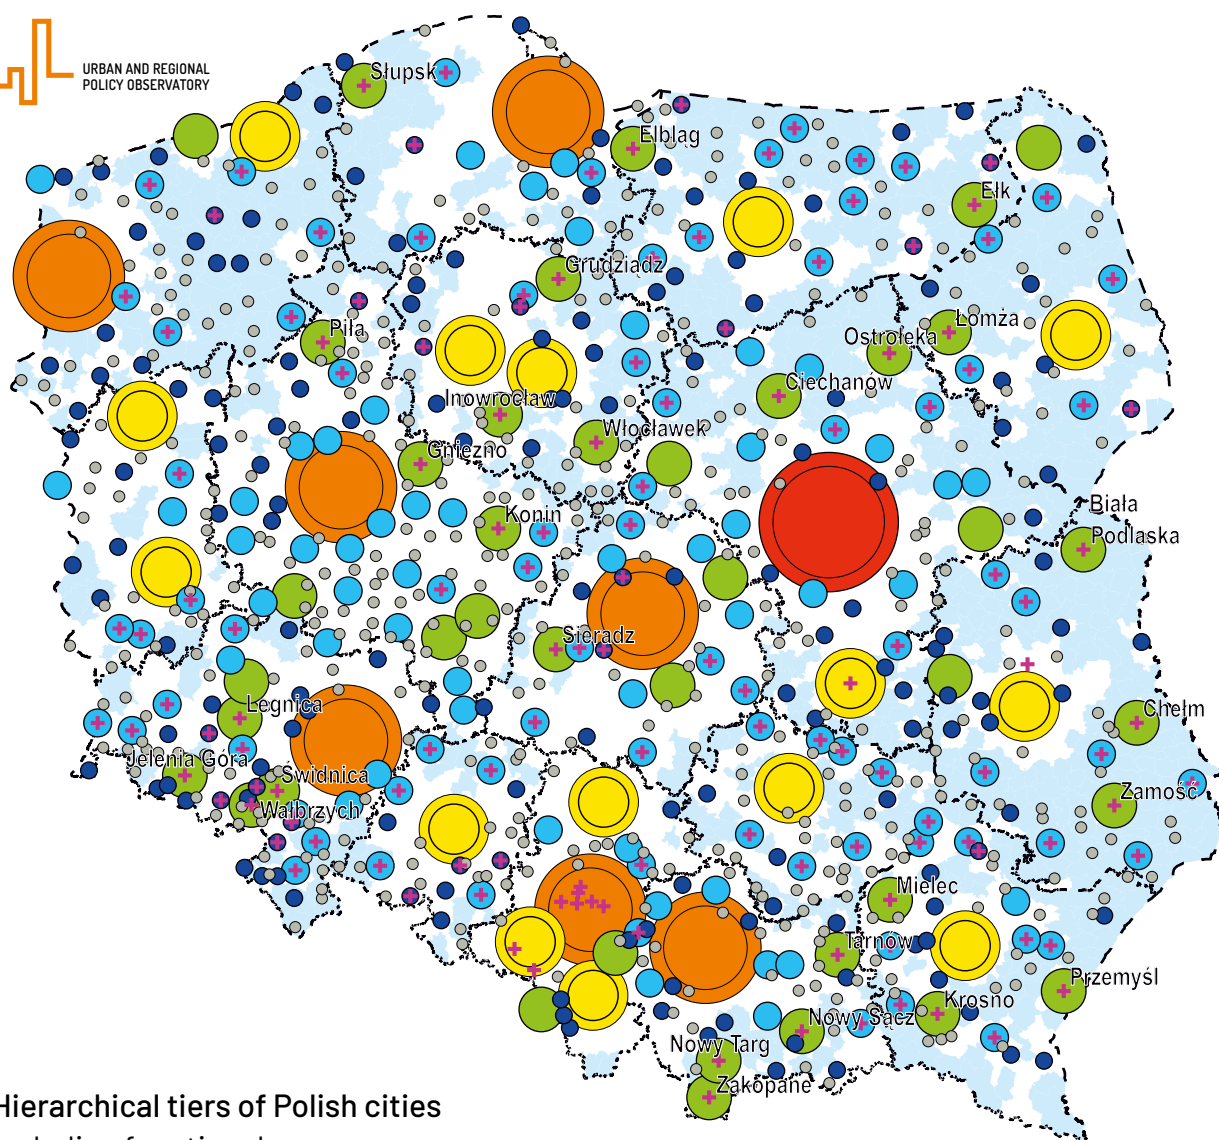 URBAN AND REGIONAL
POLICY OBSERVATORY
Słupsk
Elbląg
Ełk
Grudziądz
Piła
Łomża
Ostrołęka
Ciechanów
Inowrocław
Włocławek
Gniezno
Konin
Biała
Podlaska
Sieradz
Legnica
Chełm
Jelenia Góra
Świdnica
Wałbrzych
Zamość
Mielec
Tarnów
Przemyśl
Krosno
Nowy Sącz
Nowy Targ
Zakopane
Hierarchical tiers of Polish cities